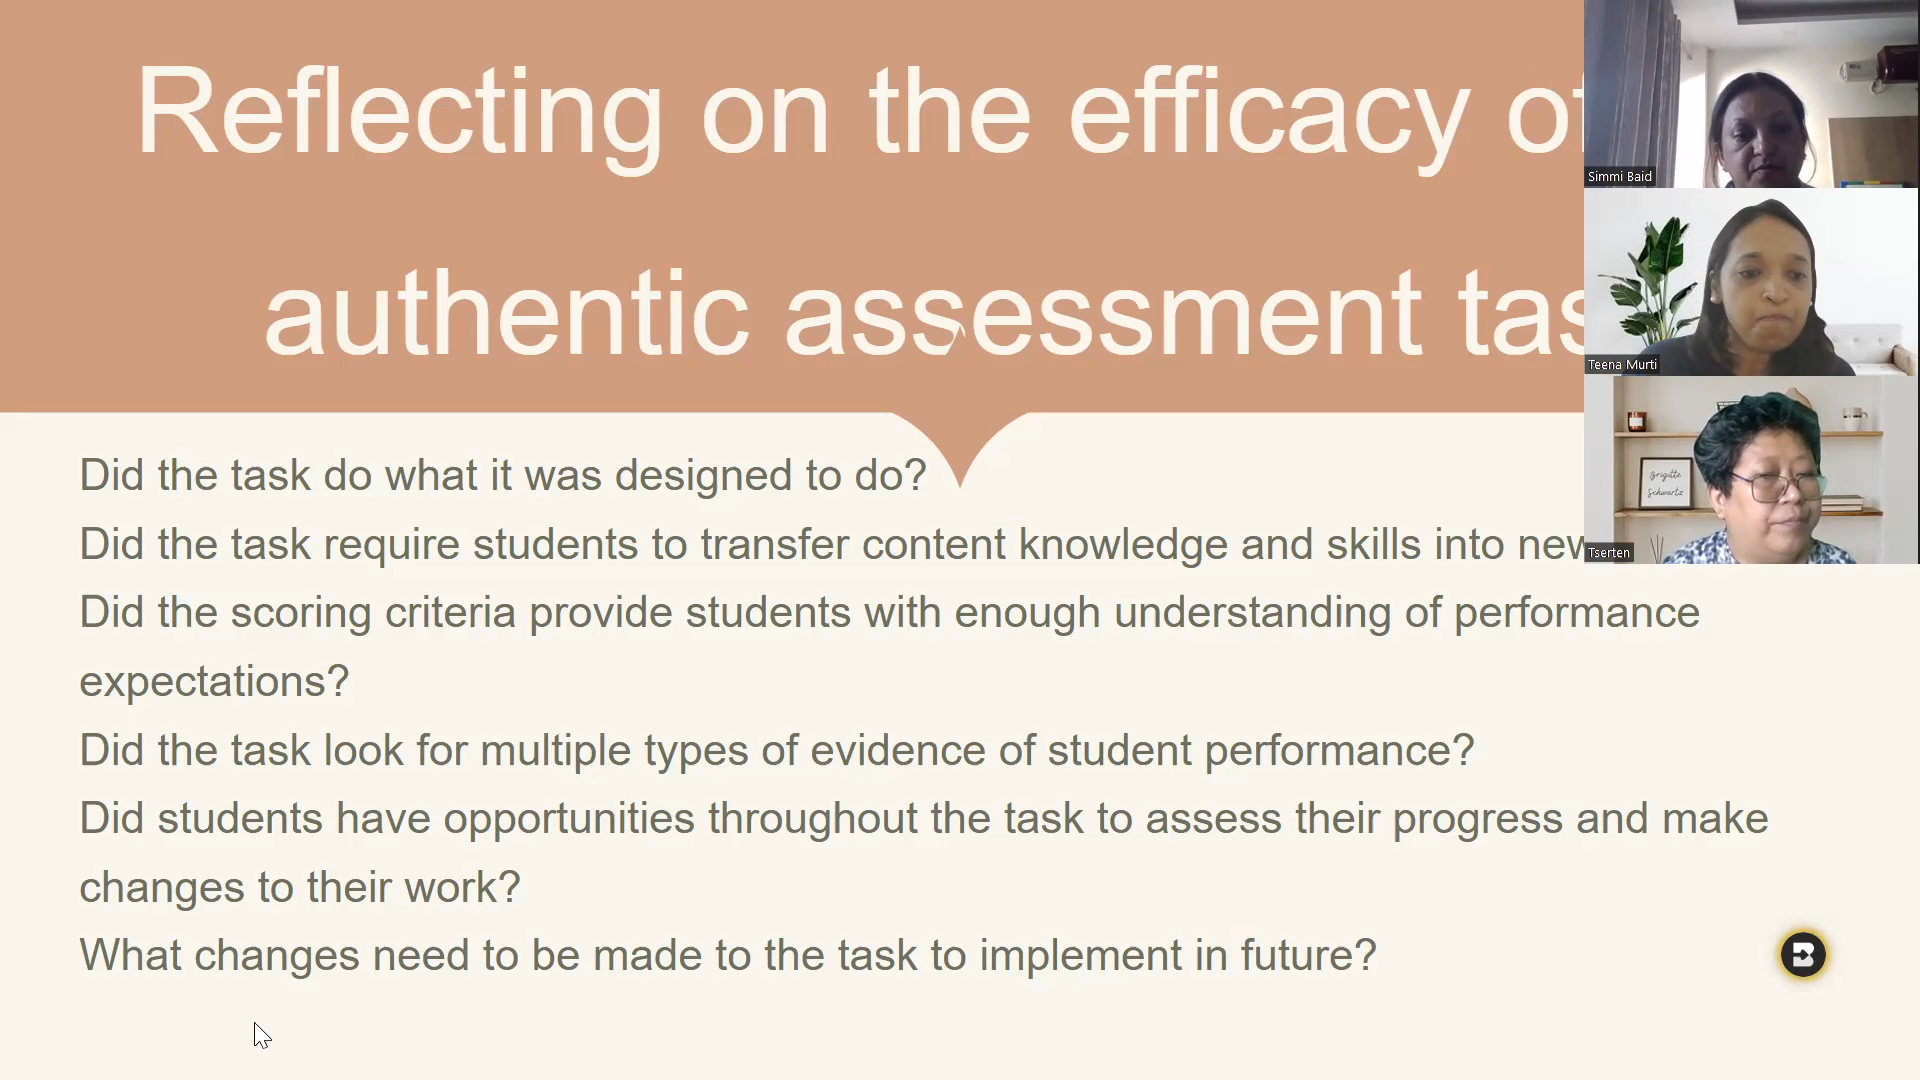 Reflecting on the efficacy of
authentic assessment
Did the task do what it was designed to do?
Did the task require students to transfer content knowledge and skills into
Did the scoring criteria provide students with enough understanding of performance
expectations?
Did the task look for multiple types of evidence of student performance?
Did students have opportunities throughout the task to assess their progress and make
changes to their work?
What changes need to be made to the task to implement in future?
Simmi Baid
Teena Murti
Brigitte
Schwartz
Tserten
B